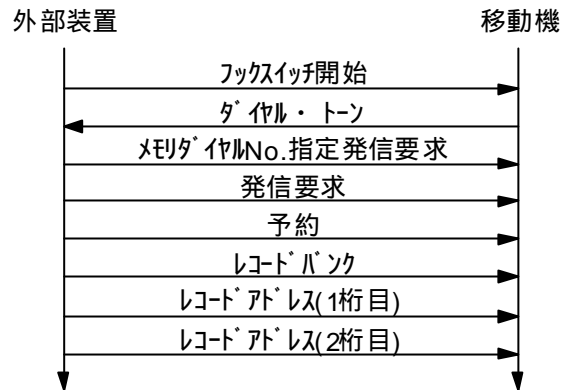 外部装置 移動機
ﾌｯｸｽｲｯﾁ開始
ﾀﾞｲﾔﾙ・ﾄｰﾝ
ﾒﾓﾘﾀﾞｲﾔﾙNo.指定発信要求
発信要求
予約
ﾚｺｰﾄﾞﾊﾞﾝｸ
ﾚｺｰﾄﾞｱﾄﾞﾚｽ(1桁目)
ﾚｺｰﾄﾞｱﾄﾞﾚｽ(2桁目)